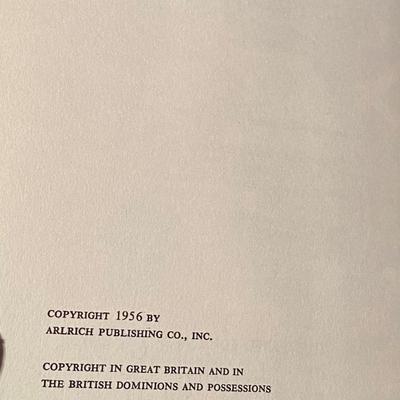 COPYRIGHT 1956 BY
ARLRICH PUBLISHING CO., INC.
COPYRIGHT IN GREAT BRITAIN AND IN
THE BRITISH DOMINIONS AND POSSESSIONS